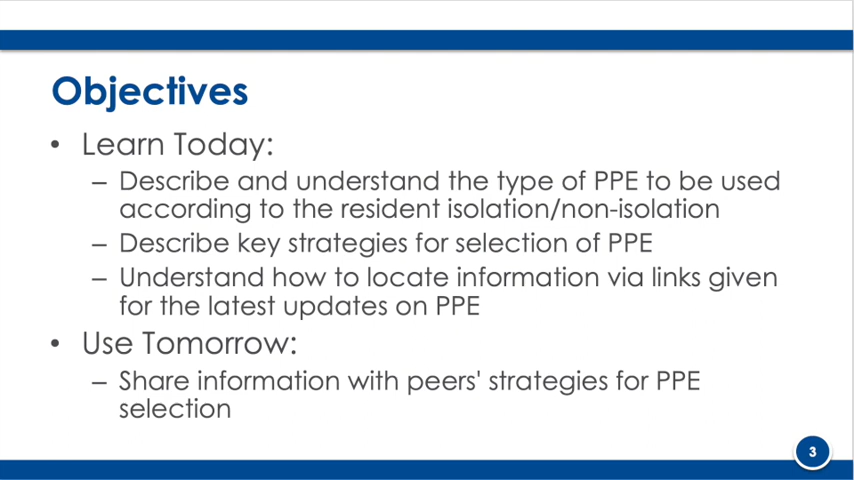 Objectives
• Learn Today:
– Describe and understand the type of PPE to be used
according to the resident isolation/non-isolation
– Describe key strategies for selection of PPE
– Understand how to locate information via links given
for the latest updates on PPE
• Use Tomorrow:
– Share information with peers' strategies for PPE
selection
3